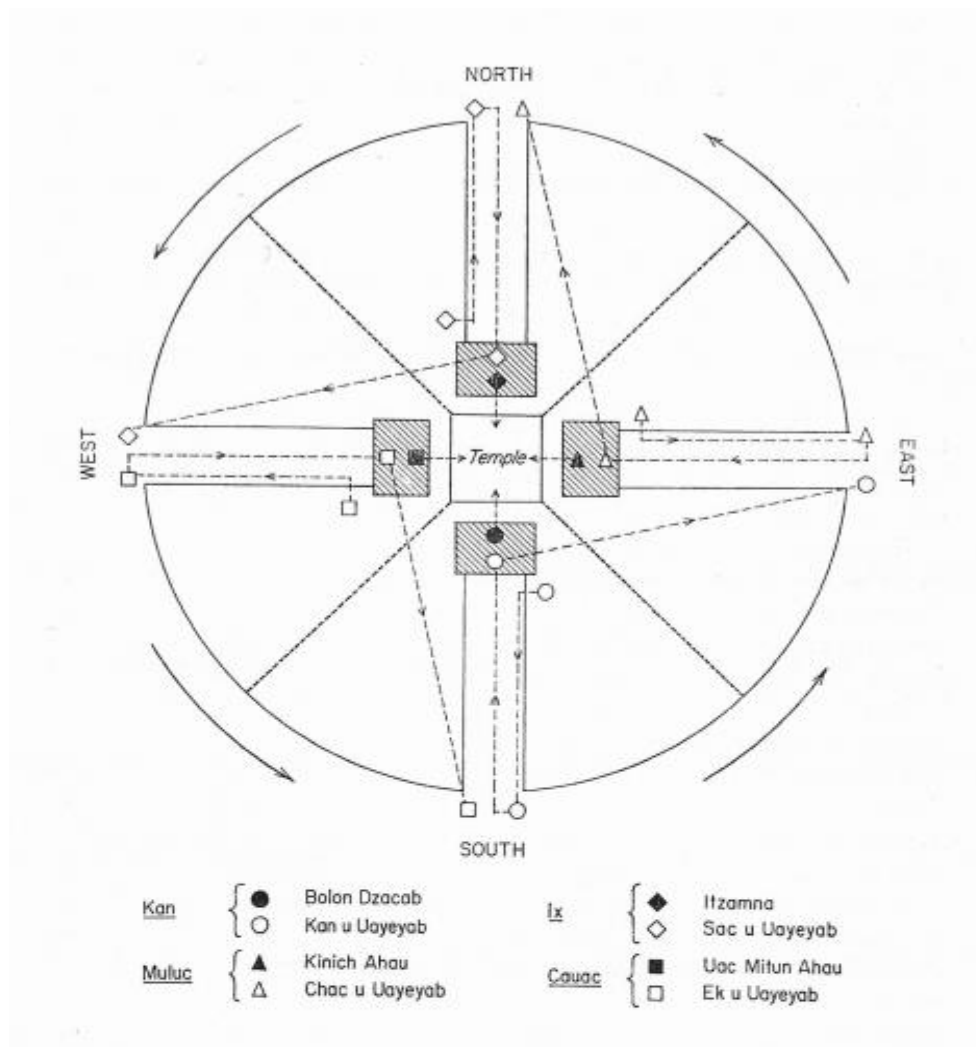 NORTH
WEST
Temple
EAST
SOUTH
Kan
Bolon Dzacab
Kan u Uayeyab
Muluc
Kinich Ahau
Chac u Uayeyab
Ix
Itzamna
Sac u Uayeyab
Cauac
Uac Mitun Ahau
Ek u Uayeyab